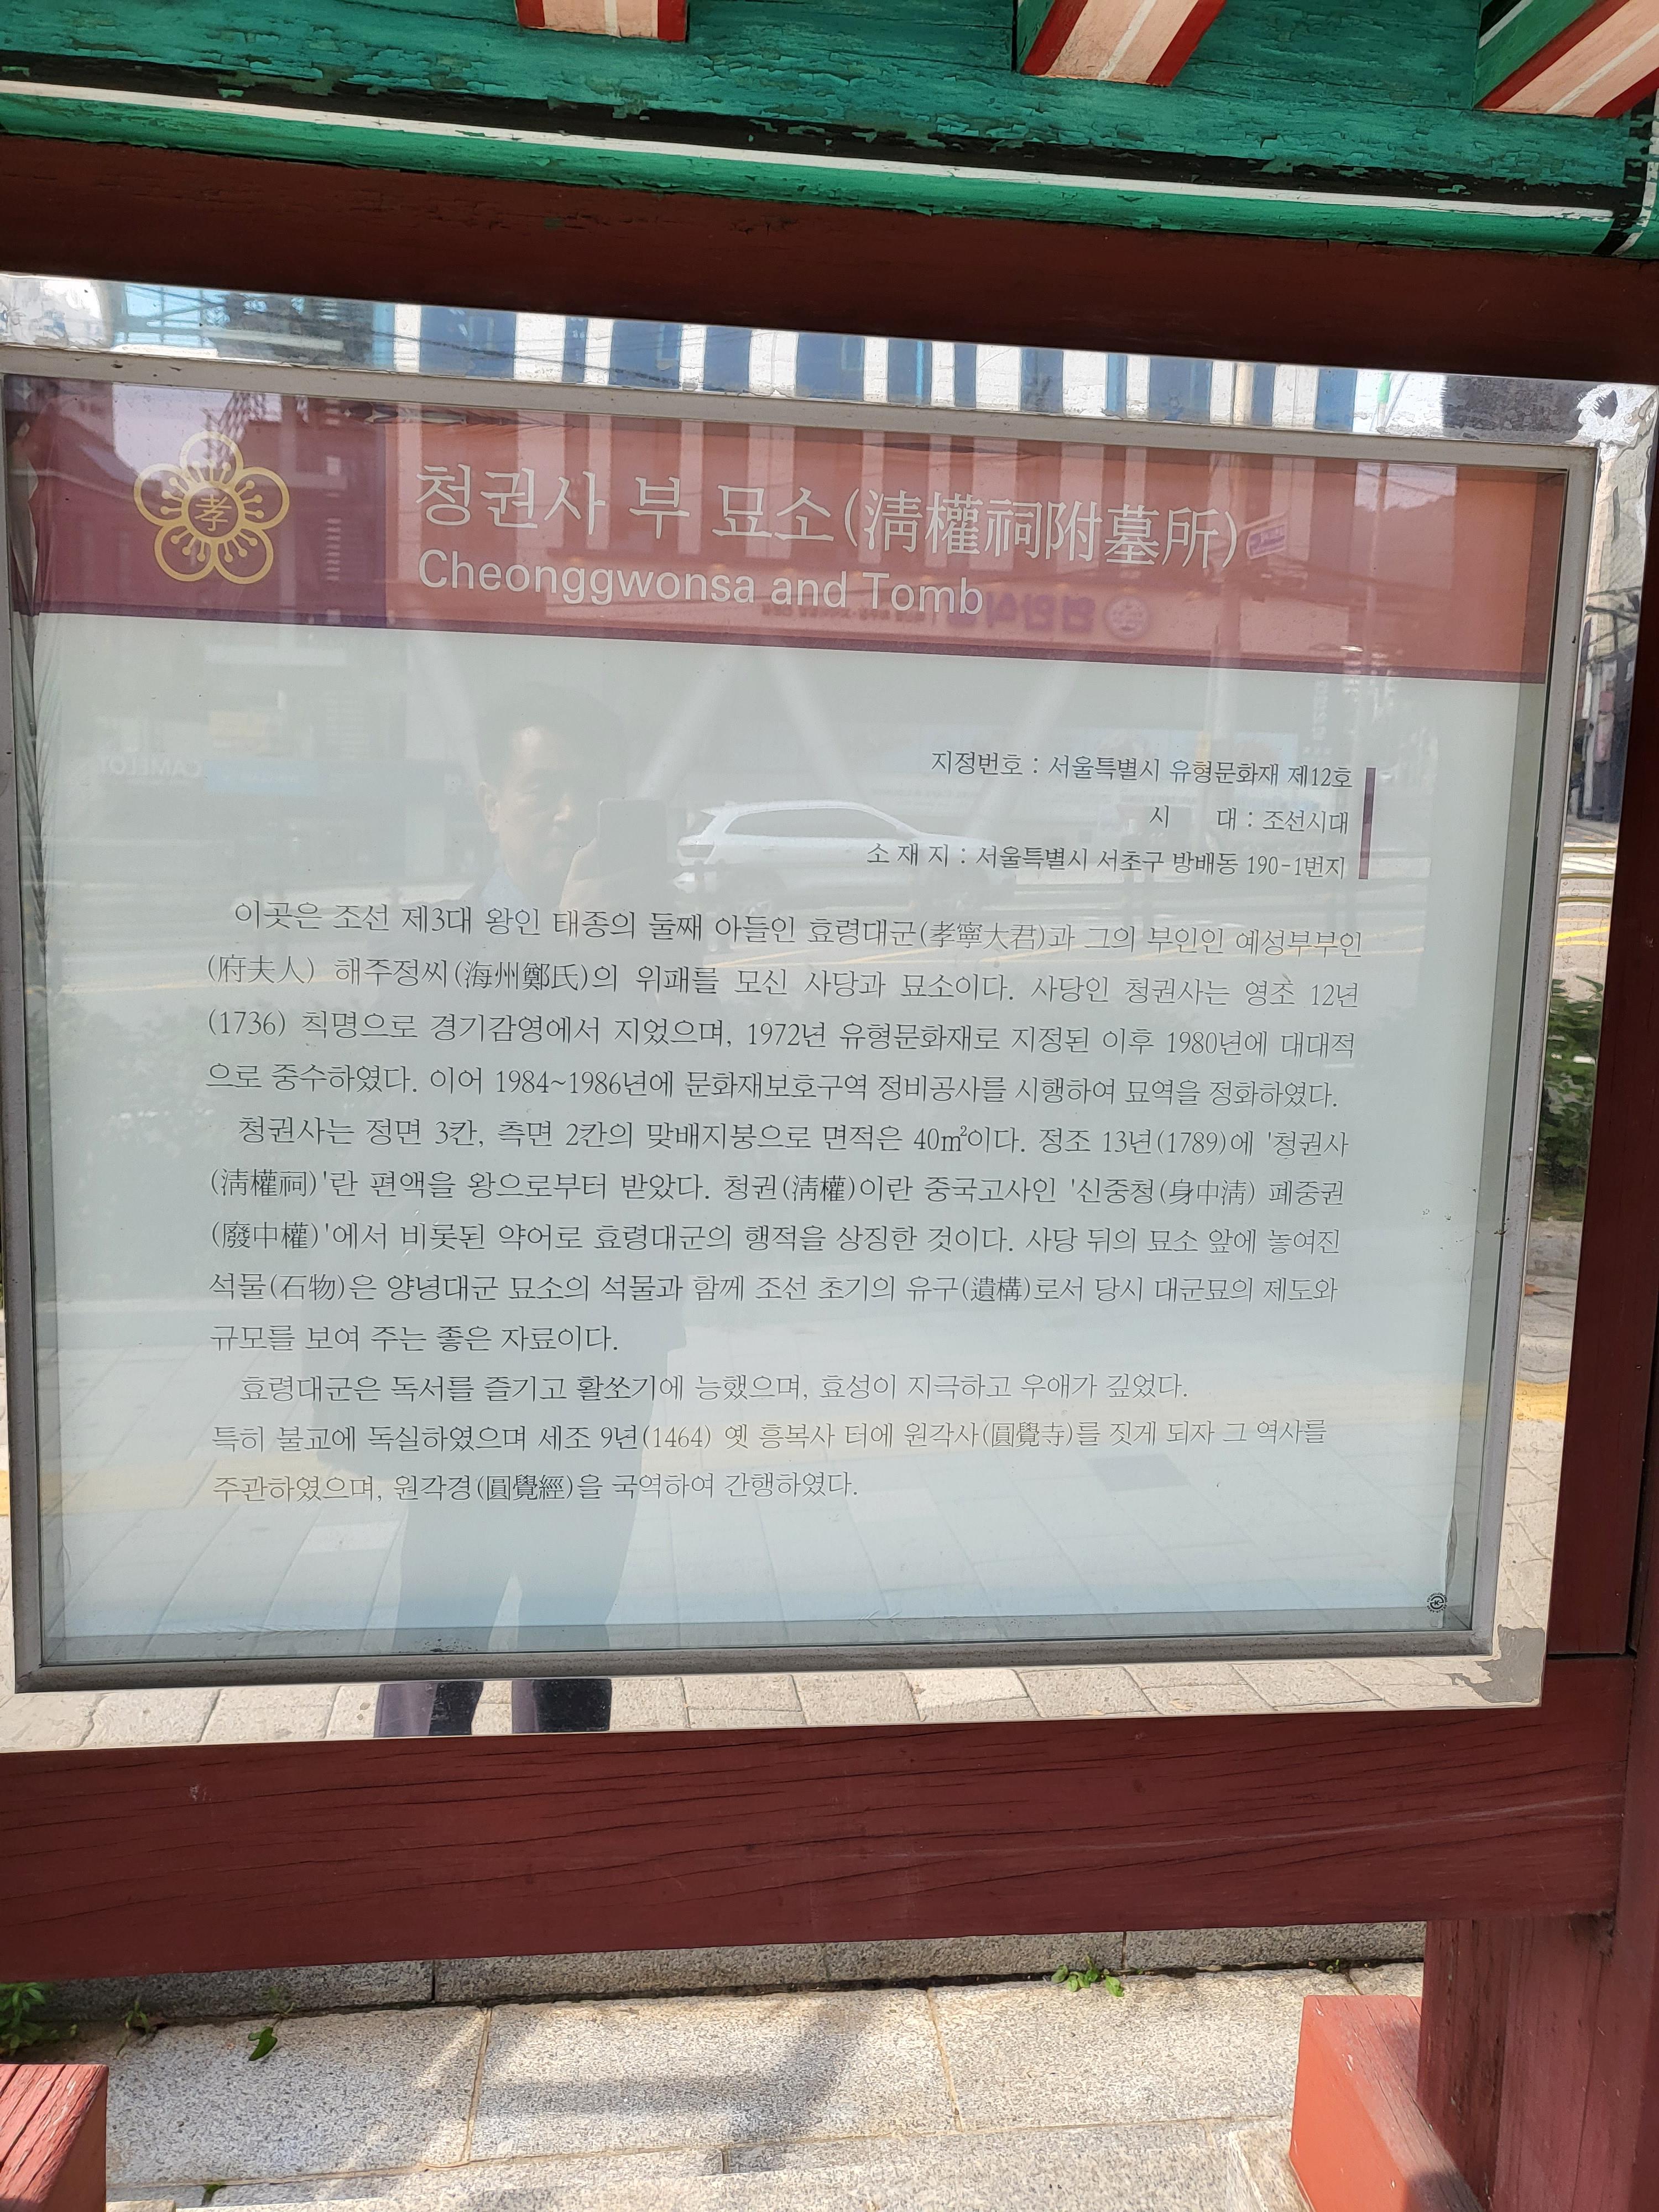 孝
청권사 부 묘소(淸權祠附墓所)
Cheonggwonsa and Tomb
지정번호 : 서울특별시 유형문화재 제12호
시 대 : 조선시대
소 재 지 : 서울특별시 서초구 방배동 190-1번지
이곳은 조선 제3대 왕인 태종의 둘째 아들인 효령대군(孝寧大君)과 그의 부인인 예성부부인
(府夫人) 해주정씨(海州鄭氏)의 위패를 모신 사당과 묘소이다. 사당인 청권사는 영조 12년
(1736) 칙명으로 경기감영에서 지었으며, 1972년 유형문화재로 지정된 이후 1980년에 대대적
으로 중수하였다. 이어 1984~1986년에 문화재보호구역 정비공사를 시행하여 묘역을 정화하였다.
청권사는 정면 3칸, 측면 2칸의 맞배지붕으로 면적은 40㎡이다. 정조 13년(1789)에 '청권사
(淸權祠)'란 편액을 왕으로부터 받았다. 청권(淸權)이란 중국고사인 '신중청(身中淸) 폐중권
(廢中權)'에서 비롯된 약어로 효령대군의 행적을 상징한 것이다. 사당 뒤의 묘소 앞에 놓여진
석물(石物)은 양녕대군 묘소의 석물과 함께 조선 초기의 유구(遺構)로서 당시 대군묘의 제도와
규모를 보여 주는 좋은 자료이다.
효령대군은 독서를 즐기고 활쏘기에 능했으며, 효성이 지극하고 우애가 깊었다.
특히 불교에 독실하였으며 세조 9년(1464) 옛 흥복사 터에 원각사(圓覺寺)를 짓게 되자 그 역사를
주관하였으며, 원각경(圓覺經)을 국역하여 간행하였다.
CAMELOT